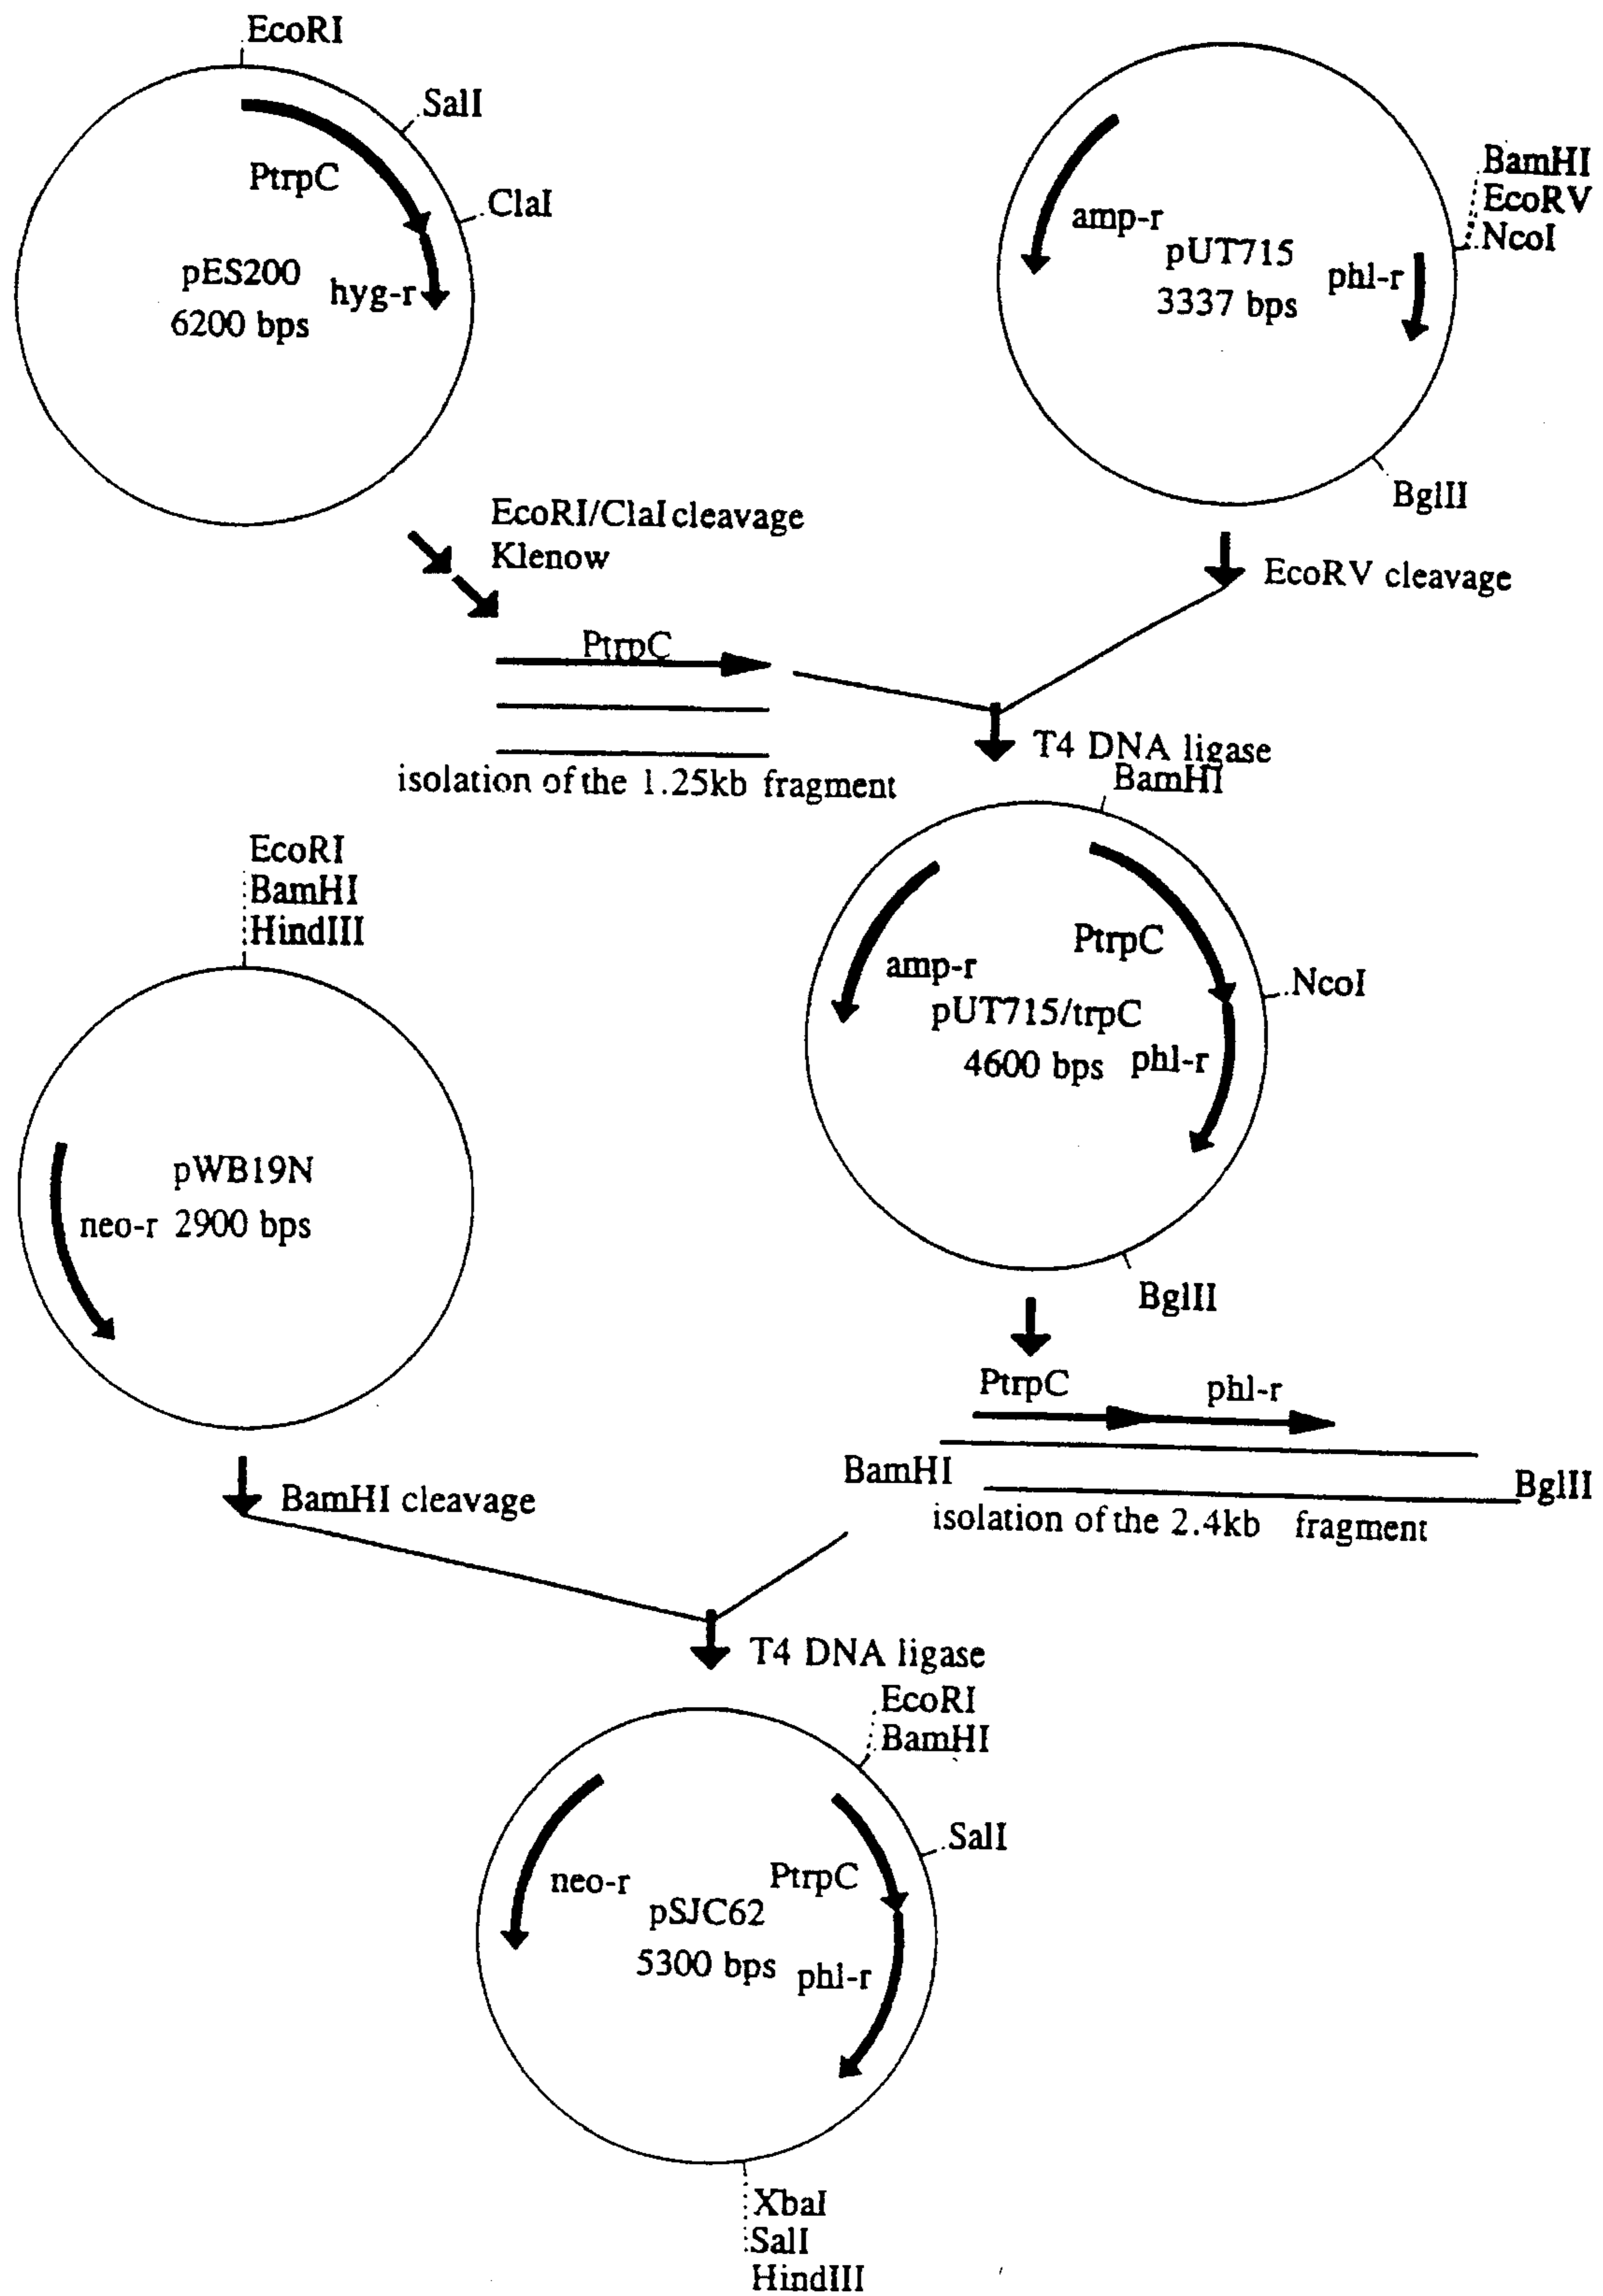 EcoRI
SalI
PtrpC
ClaI
pES200
hyg-r
6200 bps
BamHI
EcoRV
NcoI
amp-r
pUT715
phl-r
3337 bps
BglII
EcoRI/ClaI cleavage
Klenow
EcoRV cleavage
PtrpC
isolation of the 1.25kb fragment
T4 DNA ligase
BamHI
PtrpC
NcoI
amp-r
pUT715/trpC
4600 bps
phl-r
BglII
EcoRI
BamHI
HindIII
pWB19N
neo-r 2900 bps
BamHI cleavage
PtrpC
phl-r
BamHI
BglII
isolation of the 2.4kb fragment
T4 DNA ligase
EcoRI
BamHI
SalI
neo-r
PtrpC
pSJC62
5300 bps
phl-r
XbaI
SalI
HindIII